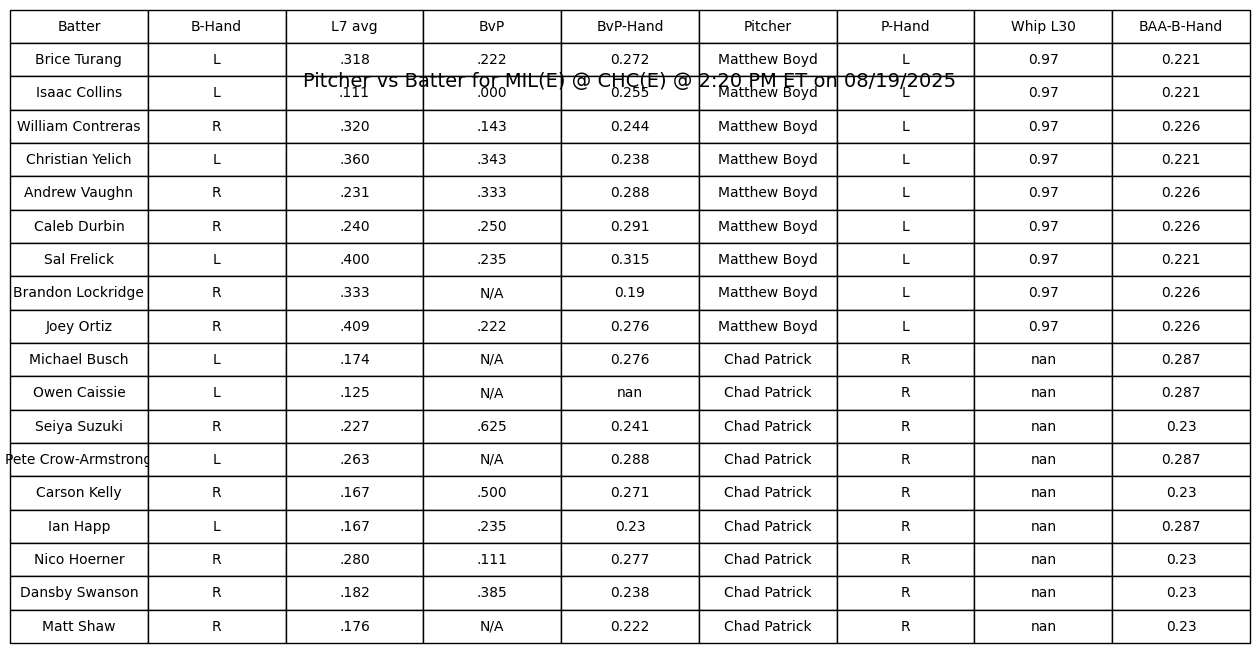 Batter B-Hand L7 avg BvP BvP-Hand Pitcher P-Hand Whip L30 BAA-B-Hand
Brice Turang L .318 .222 0.272 Matthew Boyd L 0.97 0.221
Pitcher vs Batter for MIL(E) @ CHC(E) @ 2:20 PM ET on 08/19/2025
Isaac Collins L .111 .000 0.255 Matthew Boyd L 0.97 0.221
William Contreras R .320 .143 0.244 Matthew Boyd L 0.97 0.226
Christian Yelich L .360 .343 0.238 Matthew Boyd L 0.97 0.221
Andrew Vaughn R .231 .333 0.288 Matthew Boyd L 0.97 0.226
Caleb Durbin R .240 .250 0.291 Matthew Boyd L 0.97 0.226
Sal Frelick L .400 .235 0.315 Matthew Boyd L 0.97 0.221
Brandon Lockridge R .333 N/A 0.19 Matthew Boyd L 0.97 0.226
Joey Ortiz R .409 .222 0.276 Matthew Boyd L 0.97 0.226
Michael Busch L .174 N/A 0.276 Chad Patrick R nan 0.287
Owen Caissie L .125 N/A nan Chad Patrick R nan 0.287
Seiya Suzuki R .227 .625 0.241 Chad Patrick R nan 0.23
Pete Crow-Armstrong L .263 N/A 0.288 Chad Patrick R nan 0.287
Carson Kelly R .167 .500 0.271 Chad Patrick R nan 0.23
Ian Happ L .167 .235 0.23 Chad Patrick R nan 0.287
Nico Hoerner R .280 .111 0.277 Chad Patrick R nan 0.23
Dansby Swanson R .182 .385 0.238 Chad Patrick R nan 0.23
Matt Shaw R .176 N/A 0.222 Chad Patrick R nan 0.23